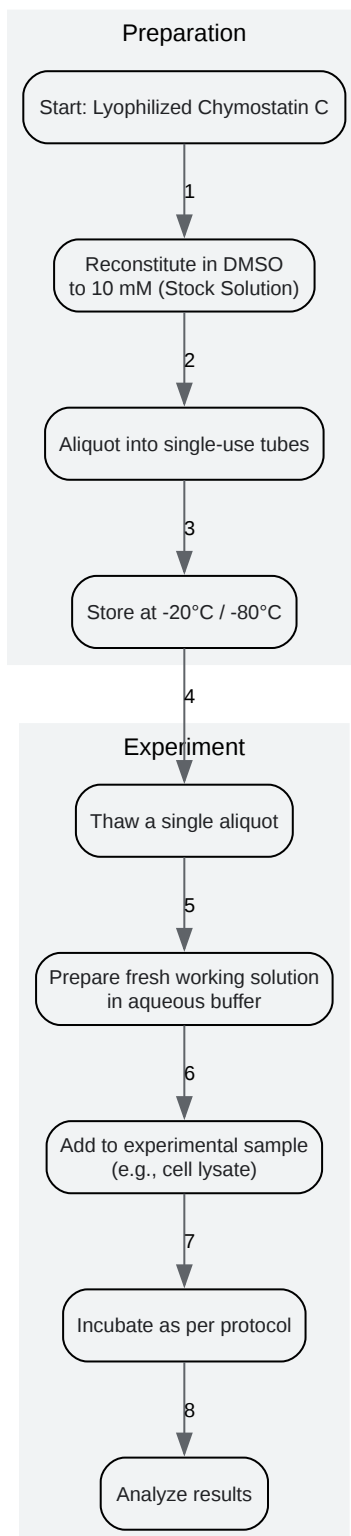 Preparation
Start: Lyophilized Chymostatin C
1
Reconstitute in DMSO
to 10 mM (Stock Solution)
2
Aliquot into single-use tubes
3
Store at -20°C / -80°C
4
Experiment
Thaw a single aliquot
5
Prepare fresh working solution
in aqueous buffer
6
Add to experimental sample
(e.g., cell lysate)
7
Incubate as per protocol
8
Analyze results